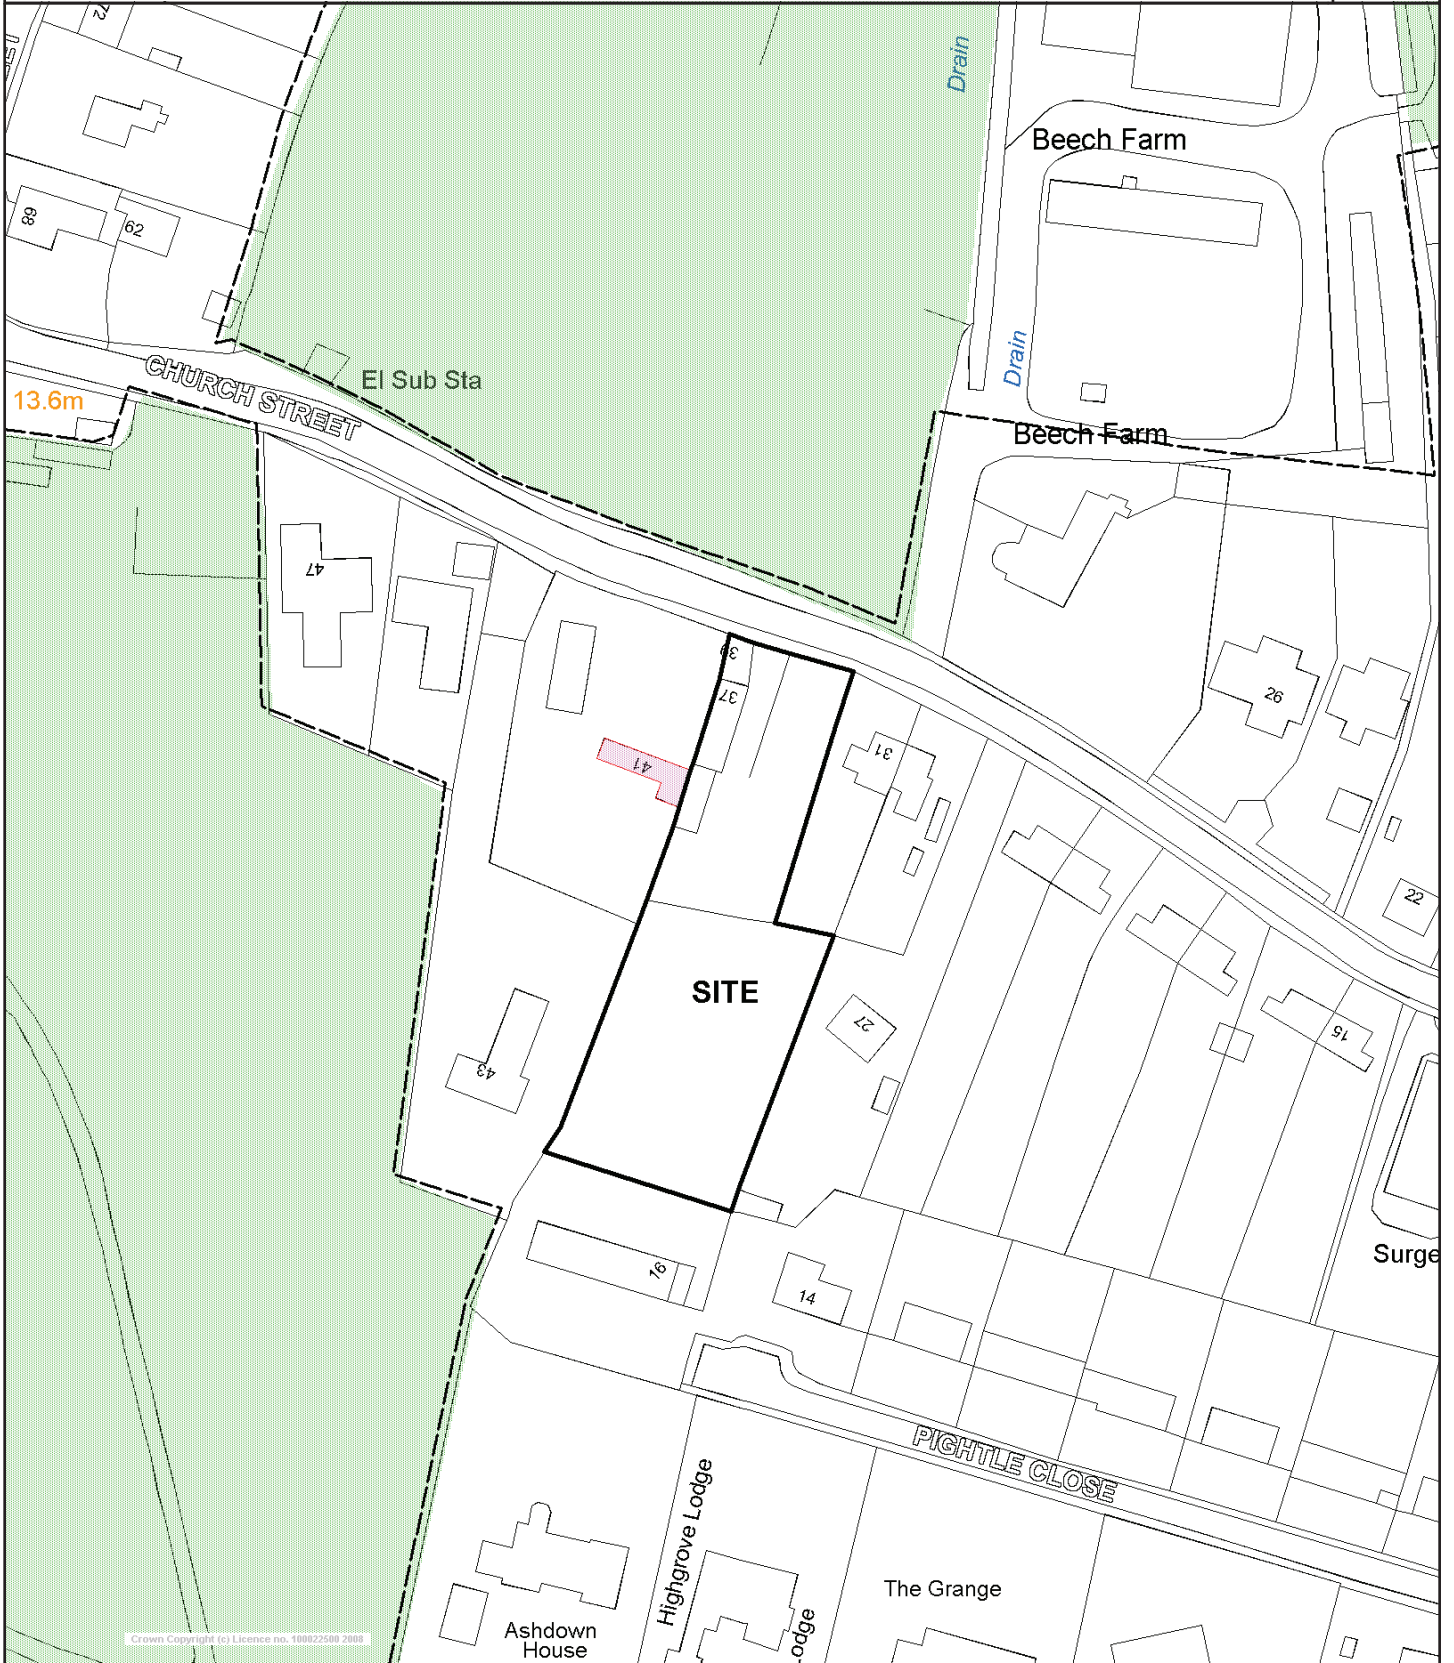 72
Drain
Beech Farm
68
62
CHURCH STREET
El Sub Sta
Drain
13.6m
Beech Farm
47
39
37
26
31
41
22
SITE
27
15
43
Surge
16
14
PIGHTLE CLOSE
Highgrove Lodge
The Grange
Ashdown
House
Lodge
Crown Copyright (c) Licence no. 100022500 2008